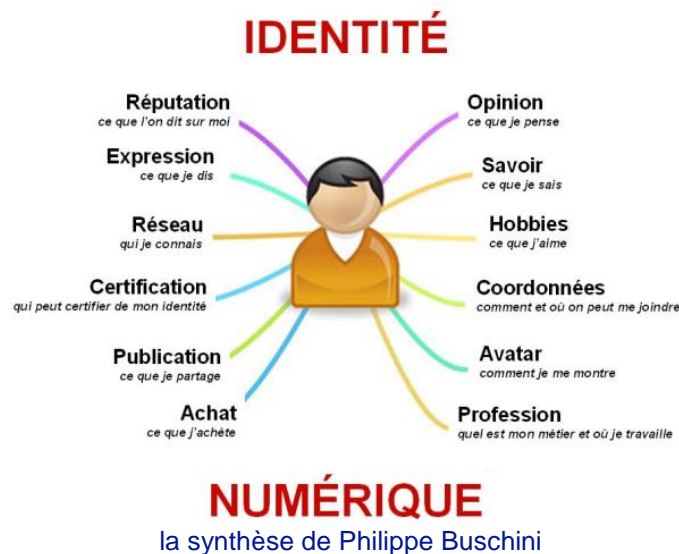 IDENTITÉ
Réputation
ce que l'on dit sur moi
Expression
ce que je dis
Réseau
qui je connais
Certification
qui peut certifier de mon identité
Publication
ce que je partage
Achat
ce que j'achète
Opinion
ce que je pense
Savoir
ce que je sais
Hobbies
ce que j'aime
Coordonnées
comment et où on peut me joindre
Avatar
comment je me montre
Profession
quel est mon métier et où je travaille
NUMÉRIQUE
la synthèse de Philippe Buschini